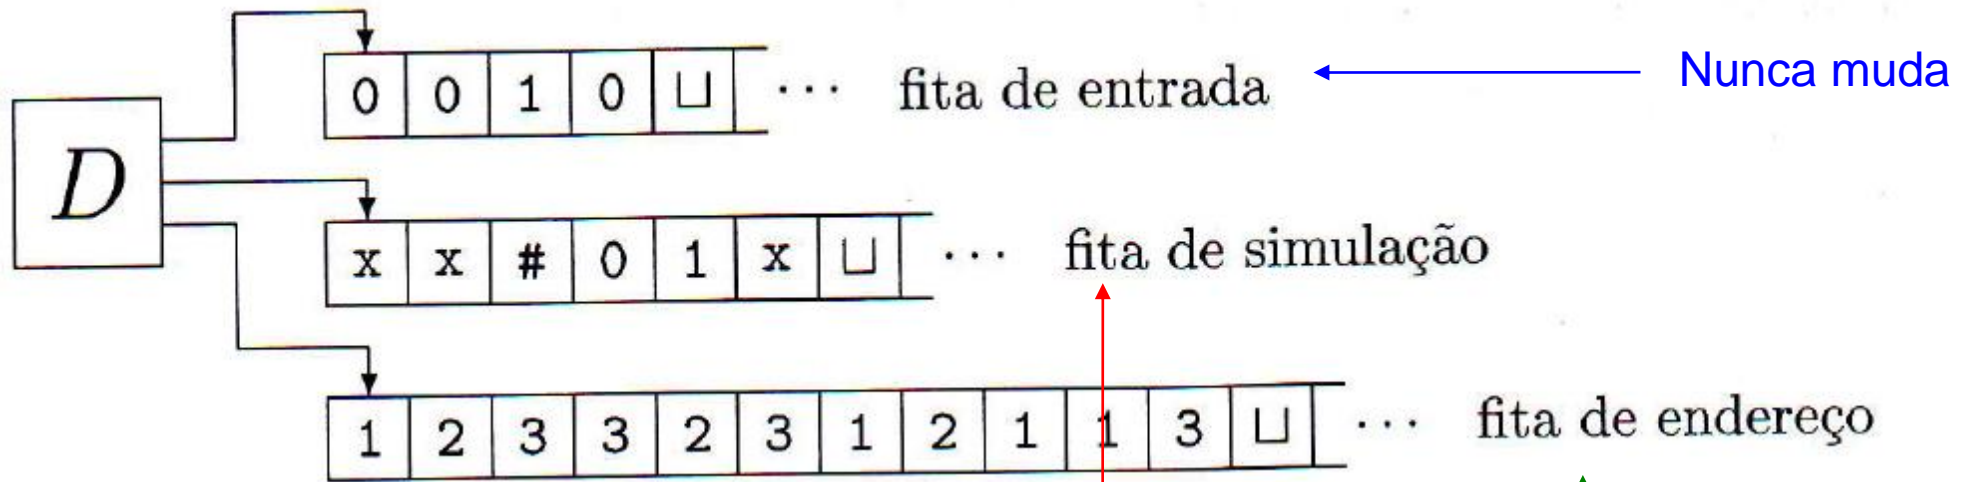 0 0 1 0 ⊔ ··· fita de entrada Nunca muda
D
x x # 0 1 x ⊔ ··· fita de simulação
1 2 3 3 2 3 1 2 1 1 3 ⊔ ··· fita de endereço